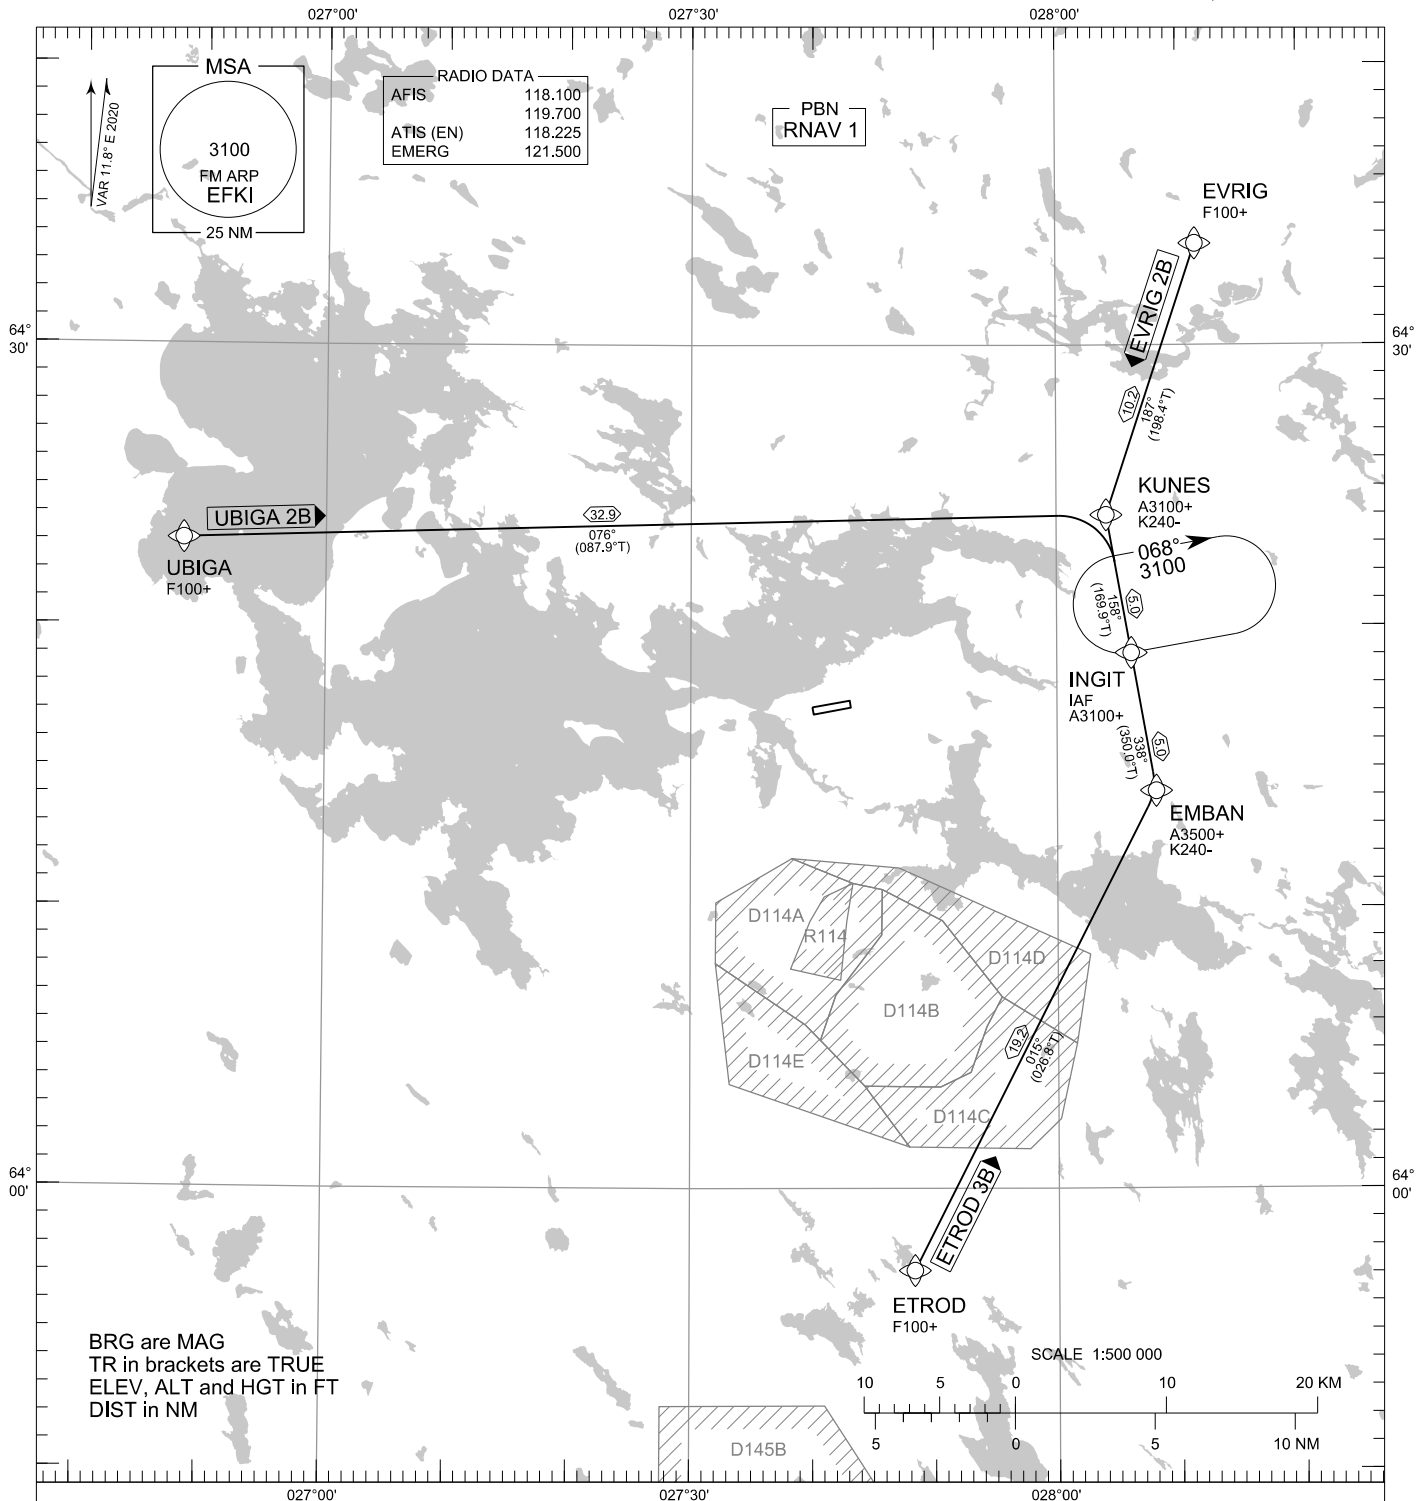 027°00'
027°30'
028°00'
MSA
3100
FM ARP
EFKI
25 NM
VAR 11.8° E 2020
RADIO DATA
AFIS 118.100
119.700
ATIS (EN) 118.225
EMERG 121.500
PBN
RNAV 1
EVRIG
F100+
EVRIG 2B
64°
30'
64°
30'
10.2
187°
(198.4°T)
KUNES
A3100+
K240-
UBIGA 2B
32.9
076°
(087.9°T)
UBIGA
F100+
068°
3100
5.0
158°
(169.9°T)
INGIT
IAF
A3100+
5.0
338°
(350.0°T)
EMBAN
A3500+
K240-
D114A
R114
D114D
D114B
D114E
D114C
19.2
015°
(026.8°T)
64°
00'
64°
00'
ETROD 3B
ETROD
F100+
BRG are MAG
TR in brackets are TRUE
ELEV, ALT and HGT in FT
DIST in NM
SCALE 1:500 000
10 5 0 10 20 KM
5 0 5 10 NM
D145B
027°00'
027°30'
028°00'